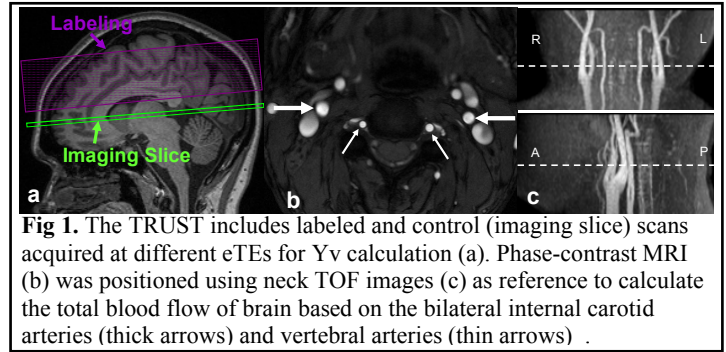 Labeling
Imaging Slice
a
b
R
L
A
P
c
Fig 1. The TRUST includes labeled and control (imaging slice) scans
acquired at different eTEs for Yv calculation (a). Phase-contrast MRI
(b) was positioned using neck TOF images (c) as reference to calculate
the total blood flow of brain based on the bilateral internal carotid
arteries (thick arrows) and vertebral arteries (thin arrows) .